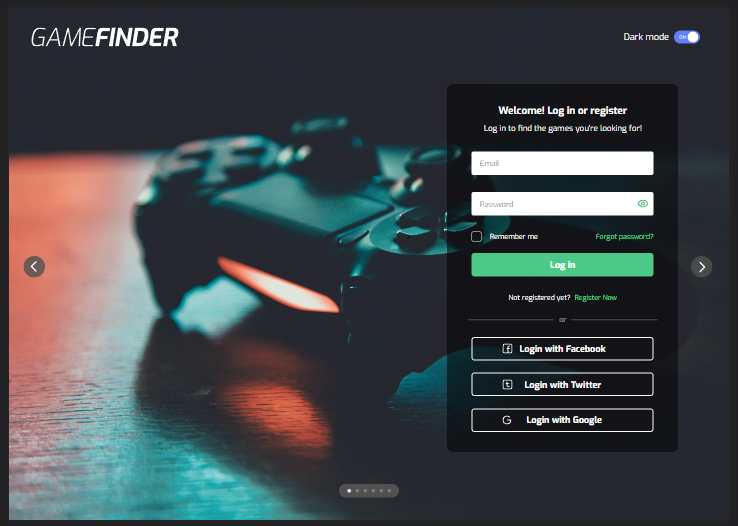 GAMEFINDER
Dark mode ON
Welcome! Log in or register
Log in to find the games you're looking for!
Email
Password
Remember me Forgot password?
Log in
Not registered yet? Register Now
or
Login with Facebook
Login with Twitter
Login with Google